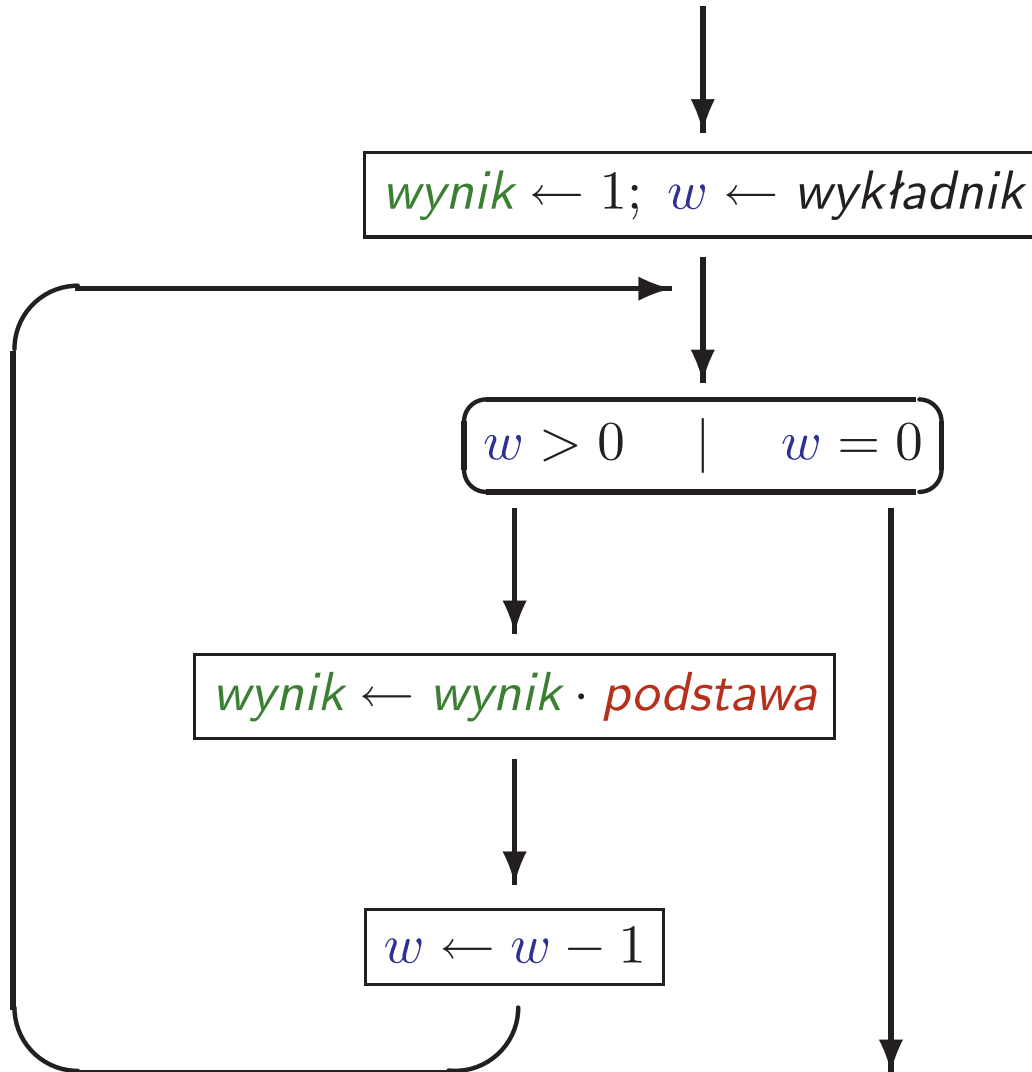 wynik ← 1; w ← wykładnik
w > 0 | w = 0
wynik ← wynik · podstawa
w ← w − 1